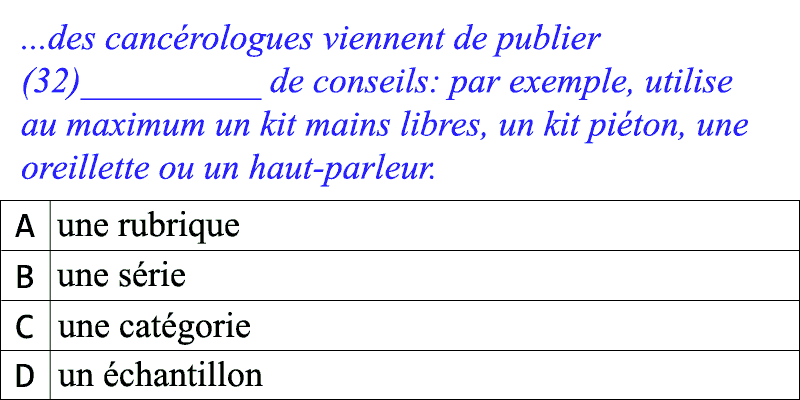 ...des cancérologues viennent de publier
(32)__________ de conseils: par exemple, utilise
au maximum un kit mains libres, un kit piéton, une
oreillette ou un haut-parleur.
A une rubrique
B une série
C une catégorie
D un échantillon